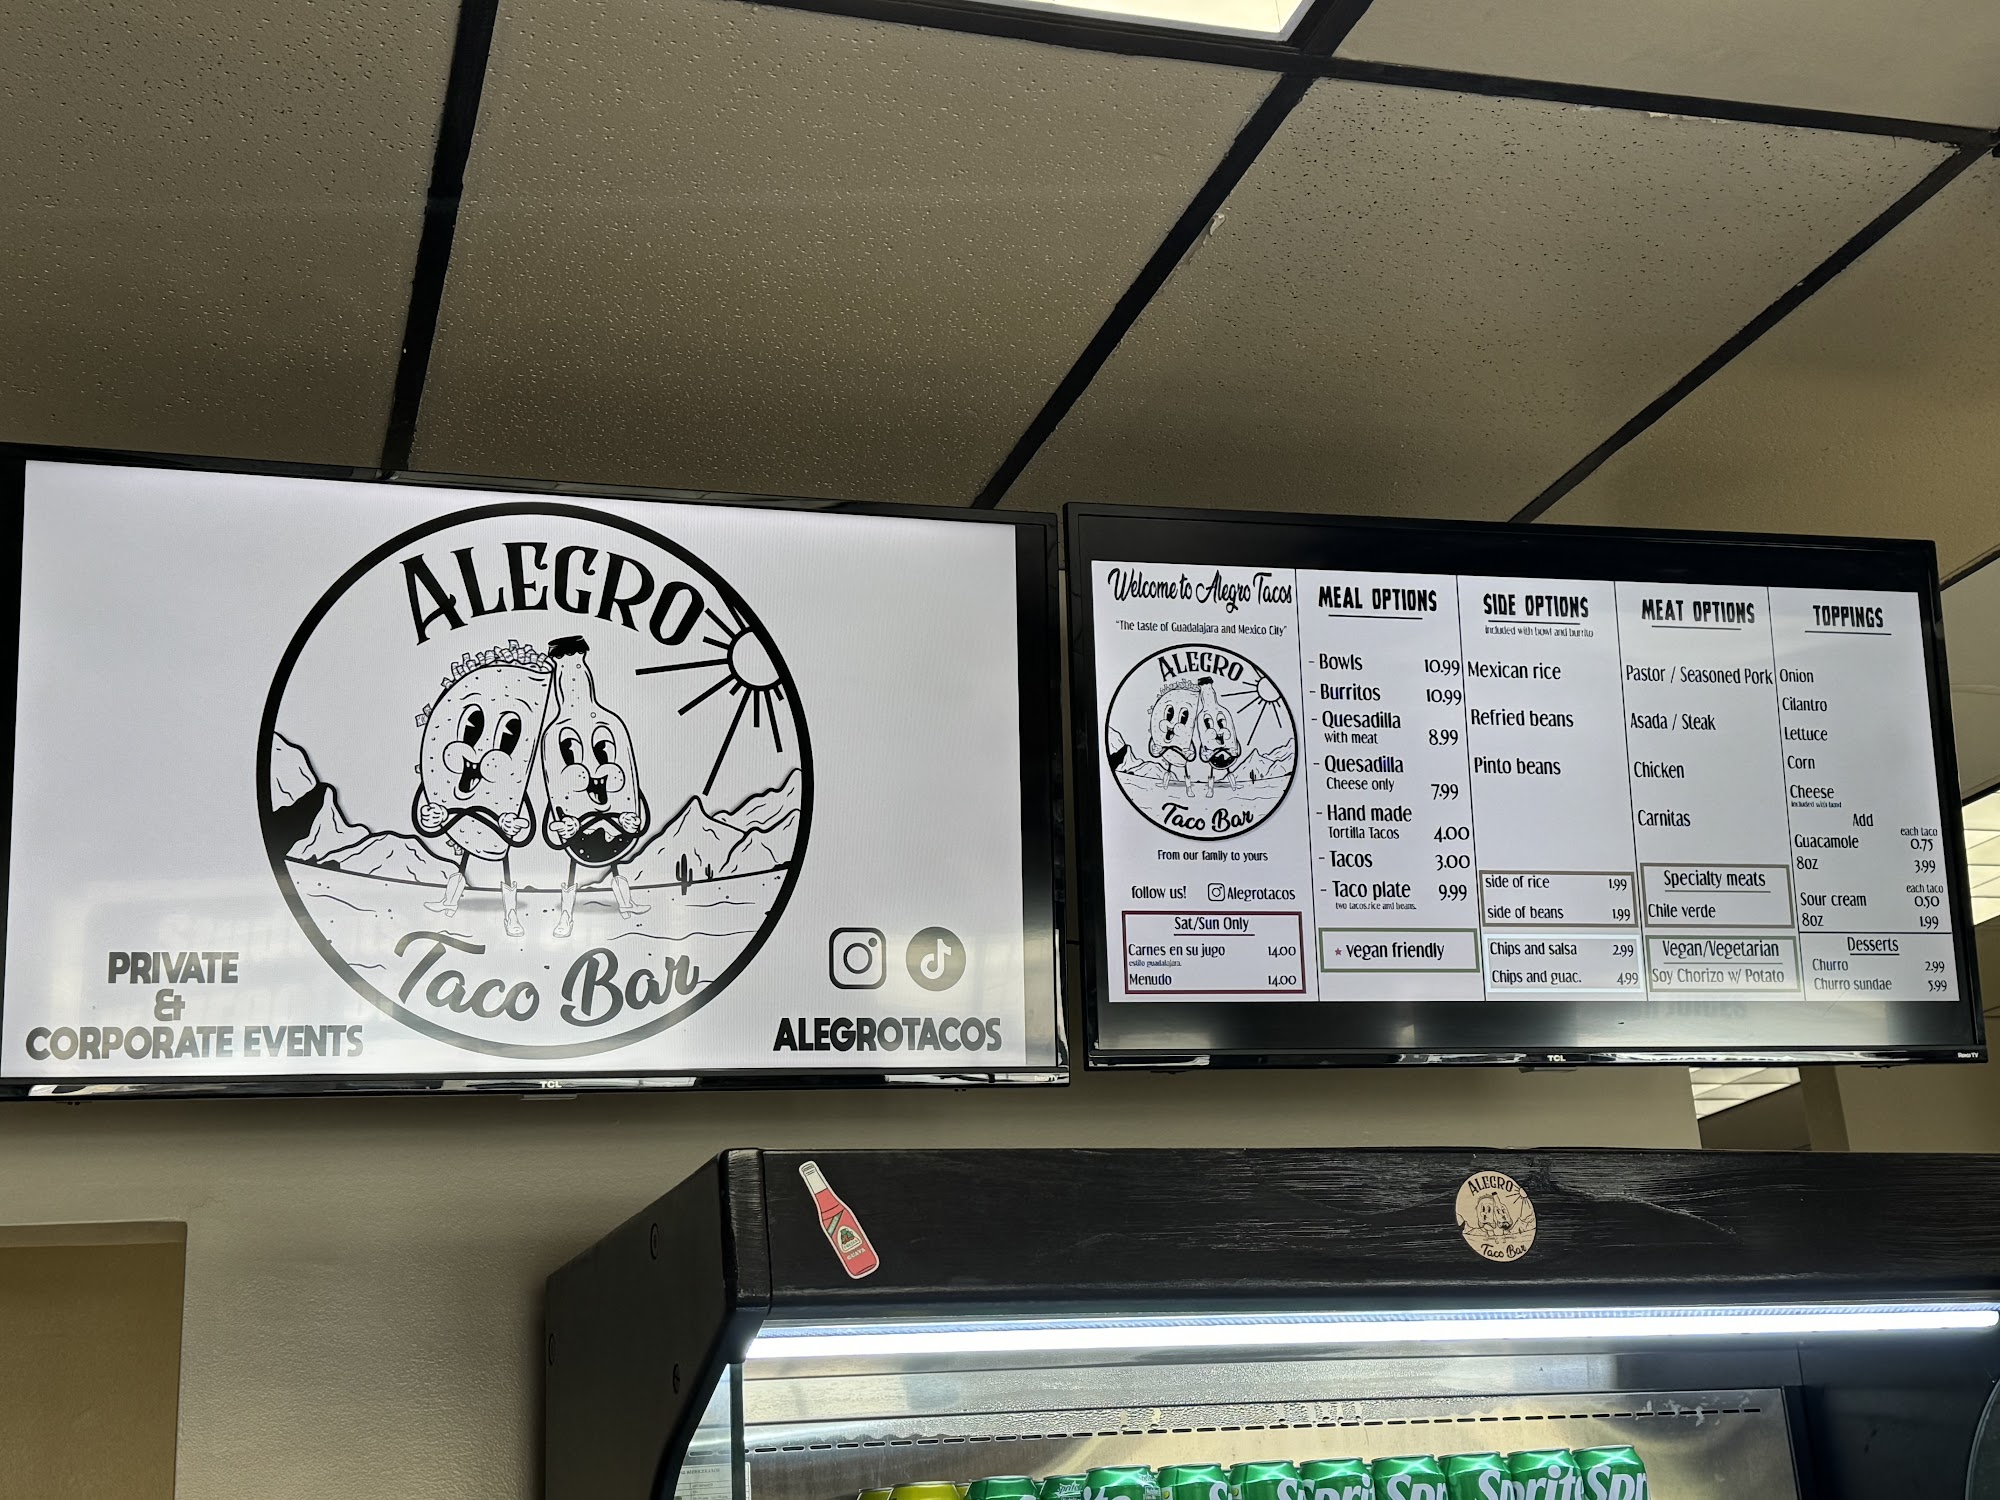 ALEGRO
Taco Bar
PRIVATE
&
CORPORATE EVENTS
ALEGROTACOS
TCL
Welcome to Alegro Tacos
"The taste of Guadalajara and Mexico City"
ALEGRO
Taco Bar
From our family to yours
follow us! Alegrotacos
Sat/Sun Only
Carnes en su jugo 14.00
estilo guadalajara.
Menudo 14.00
MEAL OPTIONS
- Bowls 10.99
- Burritos 10.99
- Quesadilla
with meat 8.99
- Quesadilla
Cheese only 7.99
- Hand made
Tortilla Tacos 4.00
- Tacos 3.00
- Taco plate 9.99
two tacos,rice and beans.
* vegan friendly
SIDE OPTIONS
included with bowl and burrito
Mexican rice
Refried beans
Pinto beans
side of rice 1.99
side of beans 1.99
Chips and salsa 2.99
Chips and guac. 4.99
MEAT OPTIONS
Pastor / Seasoned Pork
Asada / Steak
Chicken
Carnitas
Specialty meats
Chile verde
Vegan/Vegetarian
Soy Chorizo w/ Potato
TOPPINGS
Onion
Cilantro
Lettuce
Corn
Cheese
included with bowl
Add
each taco
Guacamole 0.75
8oz 3.99
each taco
Sour cream 0.50
8oz 1.99
Desserts
Churro 2.99
Churro sundae 5.99
TCL
Roku TV
GUAVA
ALEGRO
Taco Bar
Sprite
Sprite